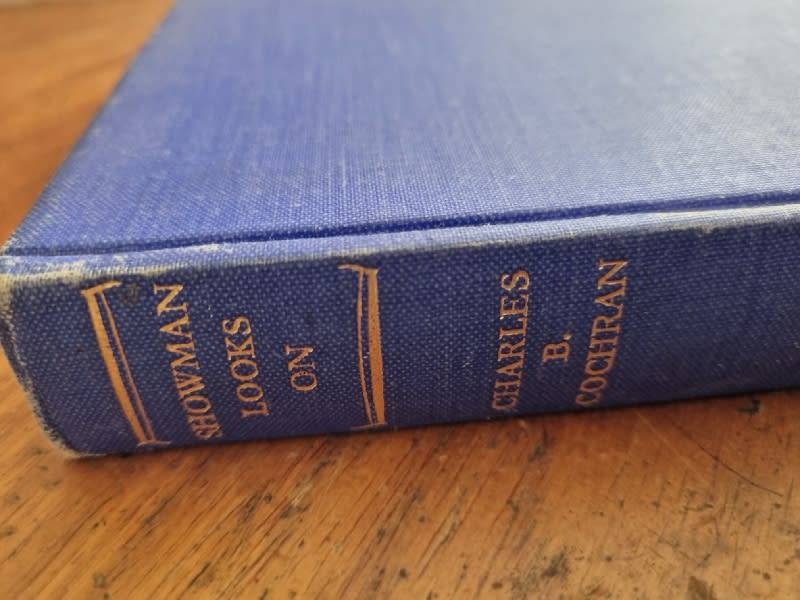 SHOWMAN
LOOKS
ON
CHARLES
B.
COCHRAN